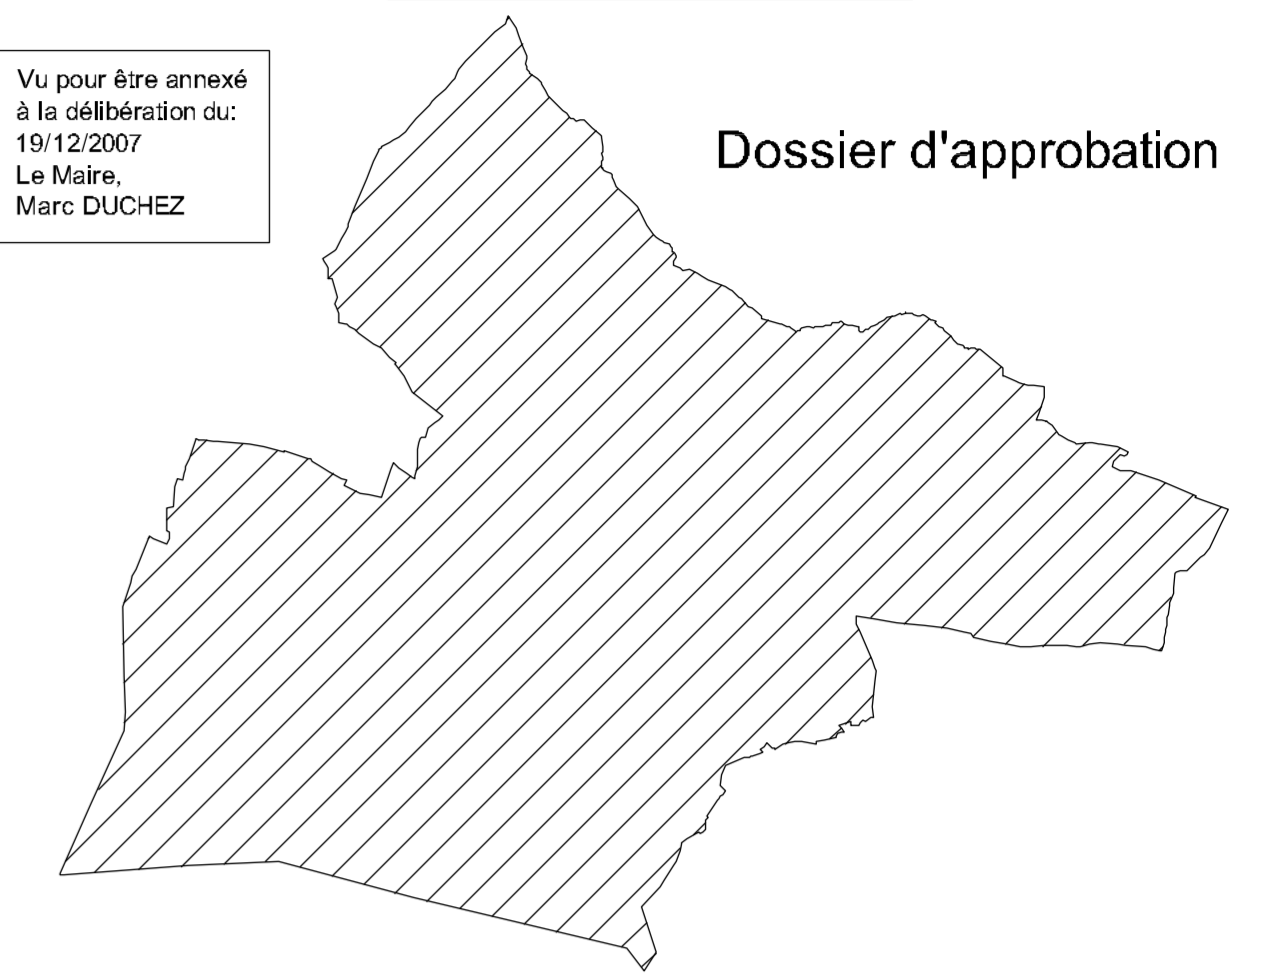 Vu pour être annexé
à la délibération du:
19/12/2007
Le Maire,
Marc DUCHEZ
Dossier d'approbation